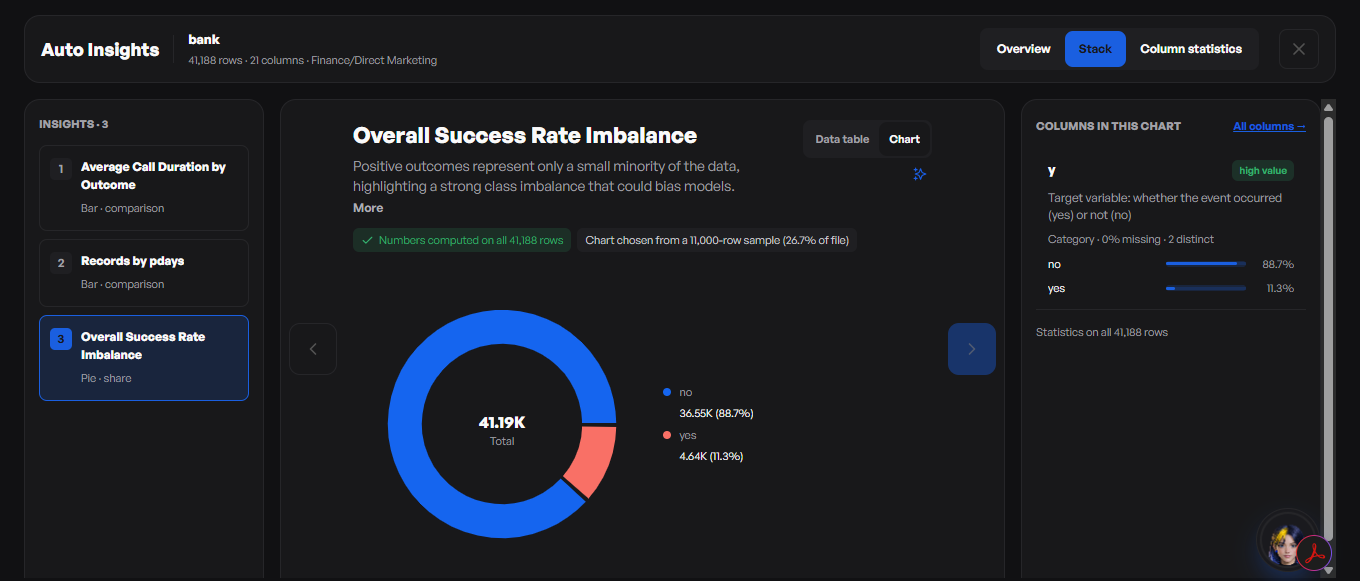 Auto Insights
bank
41,188 rows · 21 columns · Finance/Direct Marketing
Overview
Stack
Column statistics
INSIGHTS · 3
1
Average Call Duration by
Outcome
Bar · comparison
2
Records by pdays
Bar · comparison
3
Overall Success Rate
Imbalance
Pie · share
Overall Success Rate Imbalance
Positive outcomes represent only a small minority of the data,
highlighting a strong class imbalance that could bias models.
More
Data table
Chart
Numbers computed on all 41,188 rows
Chart chosen from a 11,000-row sample (26.7% of file)
41.19K
Total
no
36.55K (88.7%)
yes
4.64K (11.3%)
COLUMNS IN THIS CHART
All columns →
y
high value
Target variable: whether the event occurred
(yes) or not (no)
Category · 0% missing · 2 distinct
no 88.7%
yes 11.3%
Statistics on all 41,188 rows